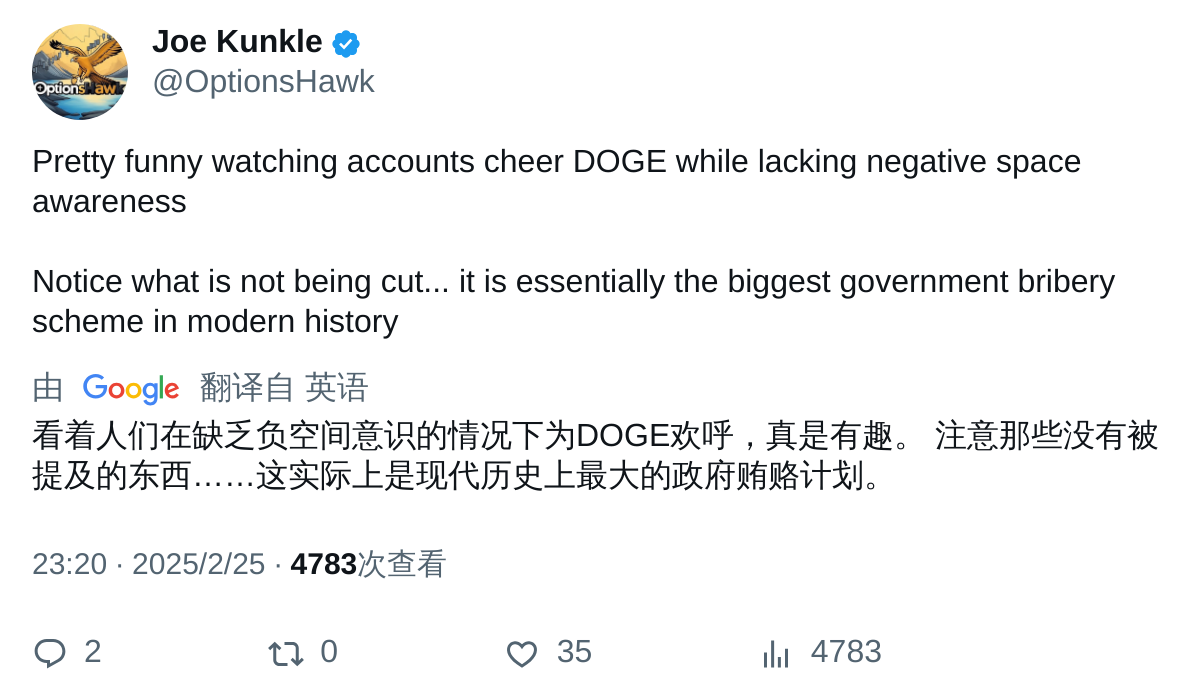 Joe Kunkle
@OptionsHawk
Pretty funny watching accounts cheer DOGE while lacking negative space
awareness
Notice what is not being cut... it is essentially the biggest government bribery
scheme in modern history
由 Google 翻译自 英语
看着人们在缺乏负空间意识的情况下为DOGE欢呼，真是有趣。 注意那些没有被
提及的东西……这实际上是现代历史上最大的政府贿赂计划。
23:20 · 2025/2/25 · 4783次查看
2 0 35 4783